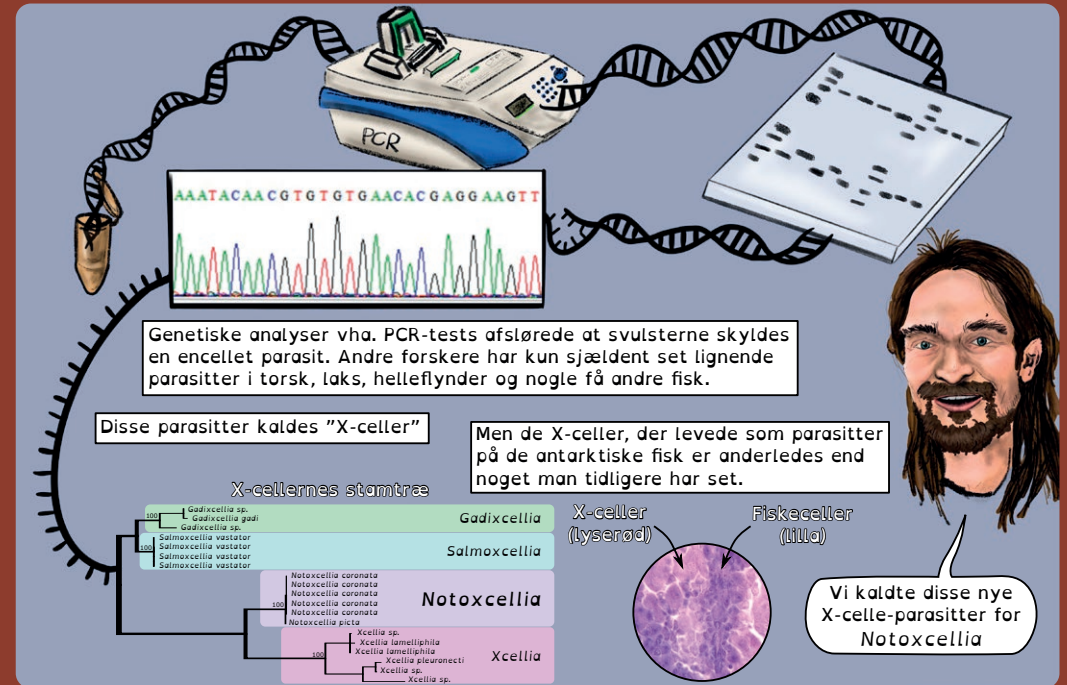 PCR
AAATACAACGTGTGTGAACACGAGGAAGTT
Genetiske analyser vha. PCR-tests afslørede at svulsterne skyldes
en encellet parasit. Andre forskere har kun sjældent set lignende
parasitter i torsk, laks, helleflynder og nogle få andre fisk.
Disse parasitter kaldes ”X-celler”
Men de X-celler, der levede som parasitter
på de antarktiske fisk er anderledes end
noget man tidligere har set.
X-cellernes stamtræ
100
Gadixcellia sp.
Gadixcellia gadi
Gadixcellia sp.
Gadixcellia
100
Salmoxcellia vastator
Salmoxcellia vastator
Salmoxcellia vastator
Salmoxcellia vastator
Salmoxcellia
100
Notoxcellia coronata
Notoxcellia coronata
Notoxcellia coronata
Notoxcellia coronata
Notoxcellia coronata
Notoxcellia picta
Notoxcellia
100
Xcellia sp.
Xcellia lamelliphila
Xcellia lamelliphila
Xcellia pleuronecti
Xcellia sp.
Xcellia sp.
Xcellia
X-celler
(lyserød)
Fiskeceller
(lilla)
Vi kaldte disse nye
X-celle-parasitter for
Notoxcellia